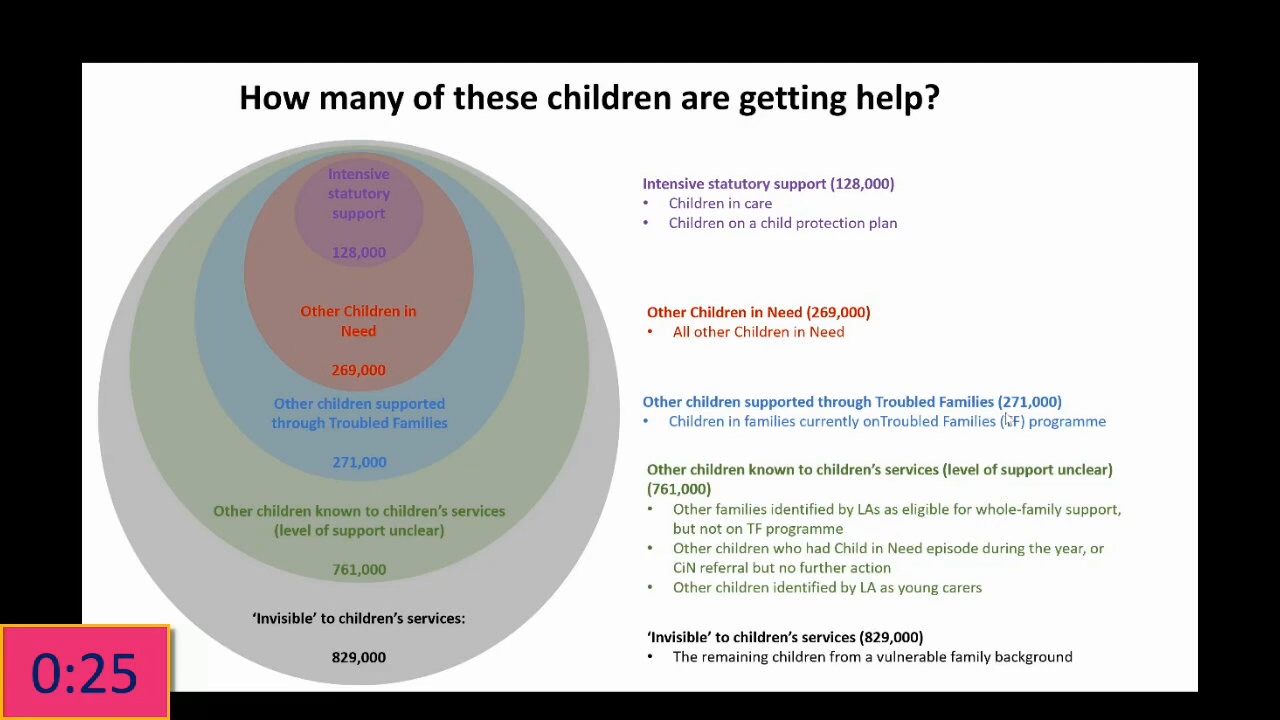 How many of these children are getting help?
Intensive
statutory
support
128,000
Other Children in
Need
269,000
Other children supported
through Troubled Families
271,000
Other children known to children's services
(level of support unclear)
761,000
‘Invisible’ to children's services:
829,000
Intensive statutory support (128,000)
• Children in care
• Children on a child protection plan
Other Children in Need (269,000)
• All other Children in Need
Other children supported through Troubled Families (271,000)
• Children in families currently onTroubled Families (TF) programme
Other children known to children's services (level of support unclear)
(761,000)
• Other families identified by LAs as eligible for whole-family support,
but not on TF programme
• Other children who had Child in Need episode during the year, or
CiN referral but no further action
• Other children identified by LA as young carers
‘Invisible’ to children's services (829,000)
• The remaining children from a vulnerable family background
0:25